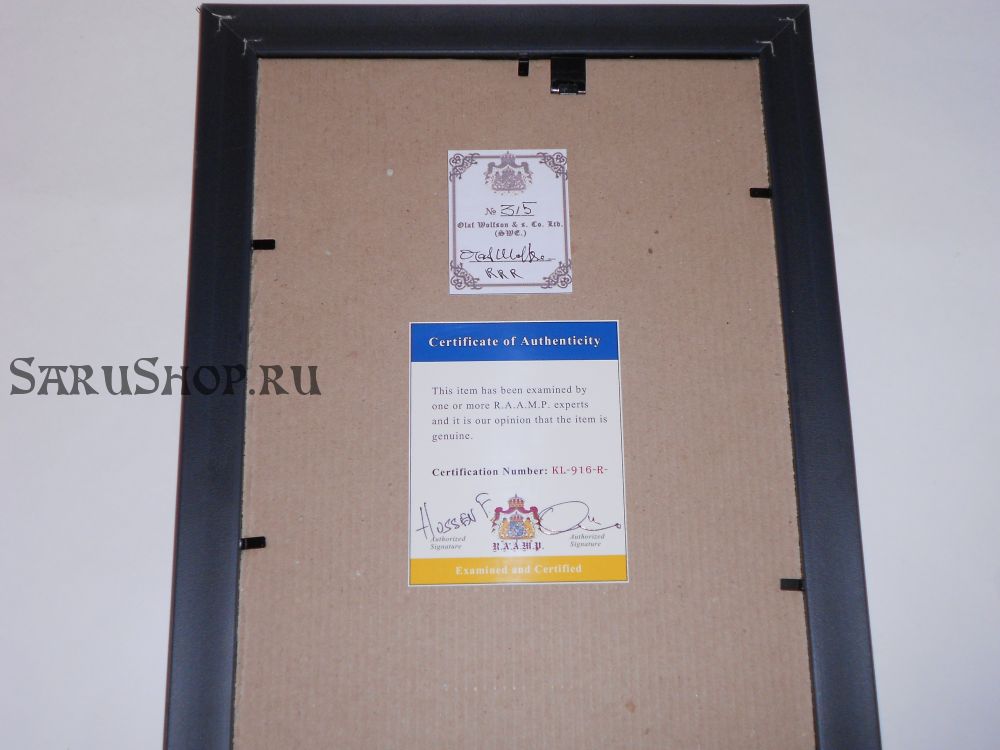 № 315
Olaf Wolfson & s. Co. Ltd.
(SWE.)
RRR
Certificate of Authenticity
This item has been examined by
one or more R.A.A.M.P. experts
and it is our opinion that the item is
genuine.
SARUSHOP.RU
Certification Number: KL-916-R-
HUSSEN F
Authorized
Signature
R.A.A.M.P.
Authorized
Signature
Examined and Certified